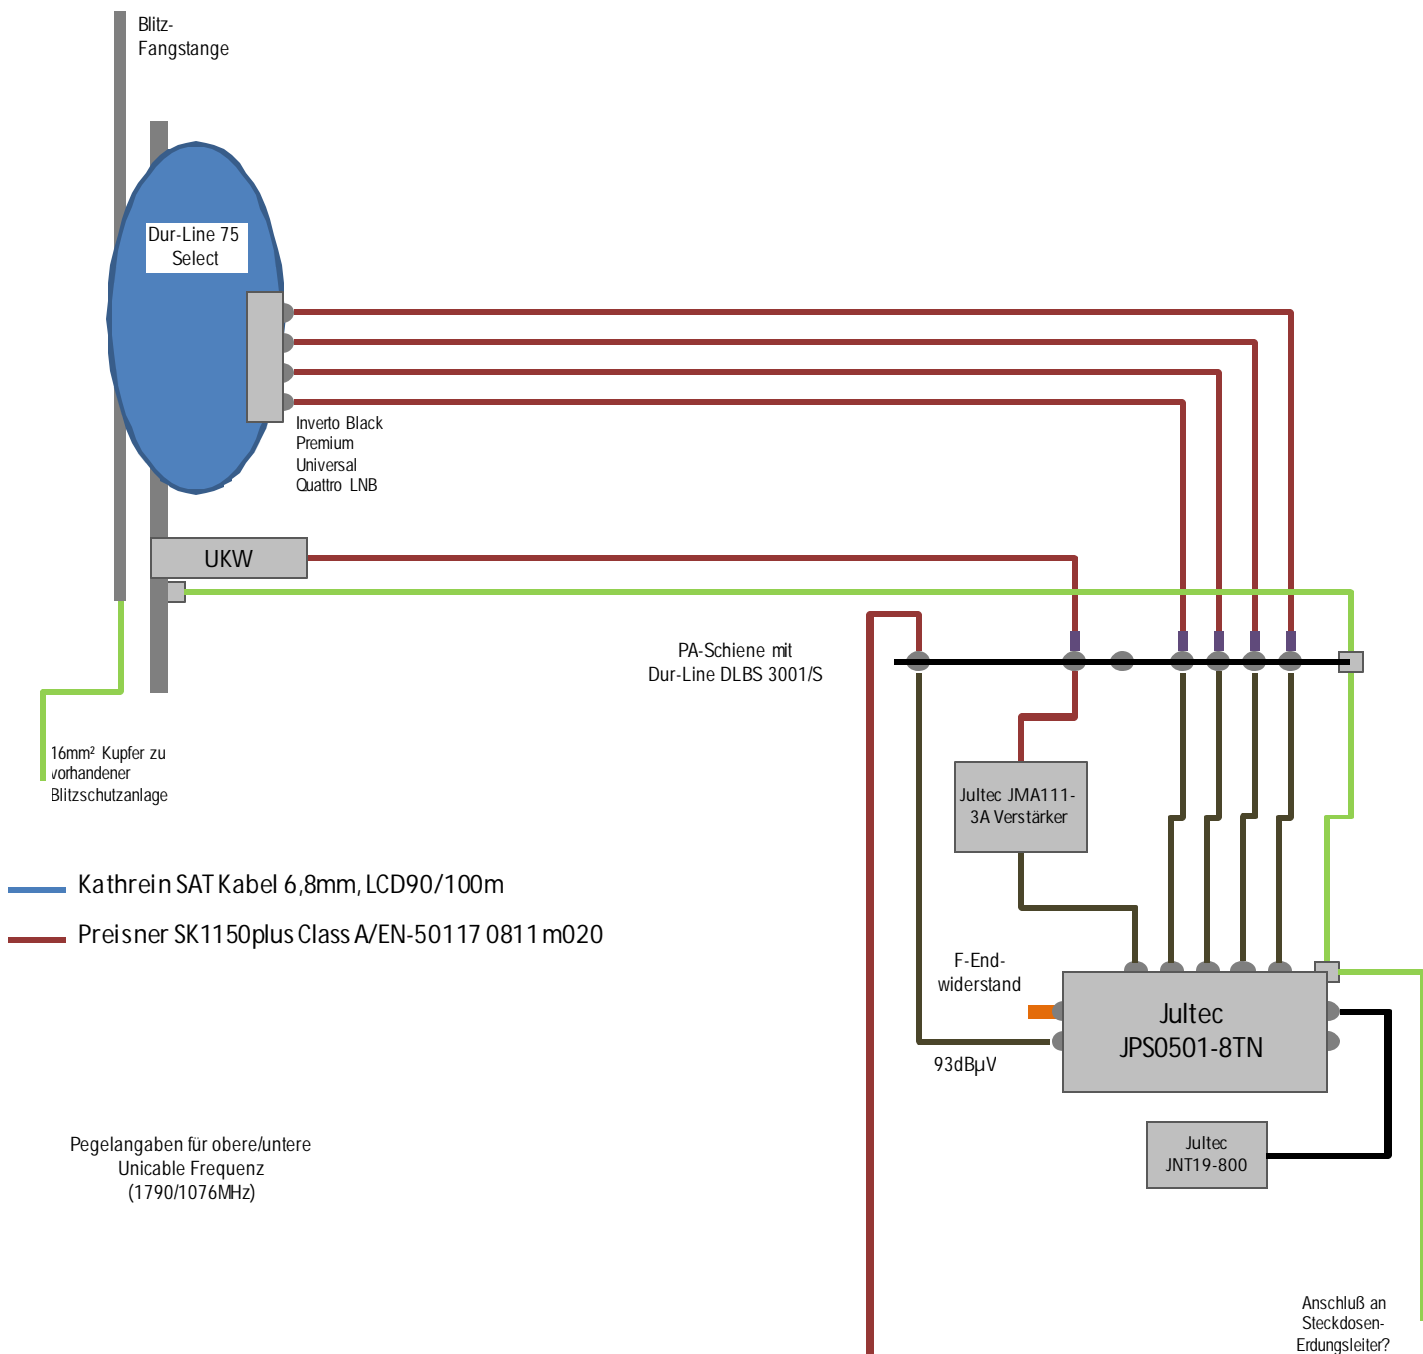 Blitz-
Fangstange
Dur-Line 75
Select
Inverto Black
Premium
Universal
Quattro LNB
UKW
PA-Schiene mit
Dur-Line DLBS 3001/S
16mm² Kupfer zu
vorhandener
Blitzschutzanlage
Jultec JMA111-
3A Verstärker
Kathrein SAT Kabel 6,8mm, LCD90/100m
Preisner SK1150plus Class A/EN-50117 0811 m020
F-End-
widerstand
Jultec
JPS0501-8TN
93dBµV
Jultec
JNT19-800
Pegelangaben für obere/untere
Unicable Frequenz
(1790/1076MHz)
Anschluß an
Steckdosen-
Erdungsleiter?